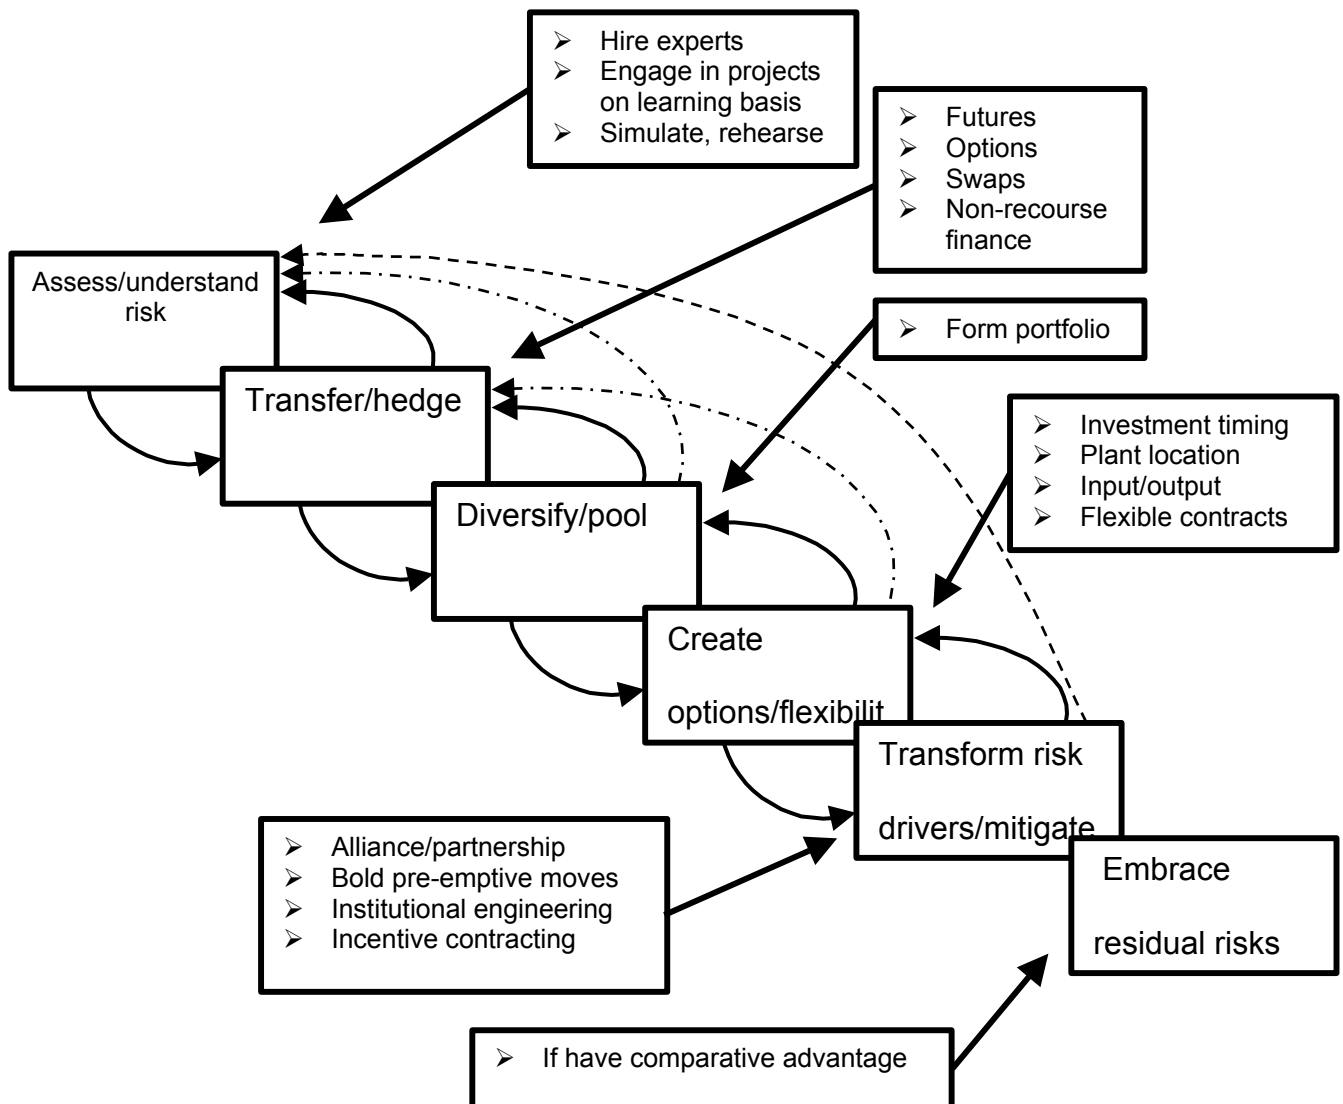 ➢ Hire experts
➢ Engage in projects
on learning basis
➢ Simulate, rehearse
➢ Futures
➢ Options
➢ Swaps
➢ Non-recourse
finance
Assess/understand
risk
➢ Form portfolio
Transfer/hedge
➢ Investment timing
➢ Plant location
➢ Input/output
➢ Flexible contracts
Diversify/pool
Create
options/flexibilit
Transform risk
drivers/mitigate
➢ Alliance/partnership
➢ Bold pre-emptive moves
➢ Institutional engineering
➢ Incentive contracting
Embrace
residual risks
➢ If have comparative advantage